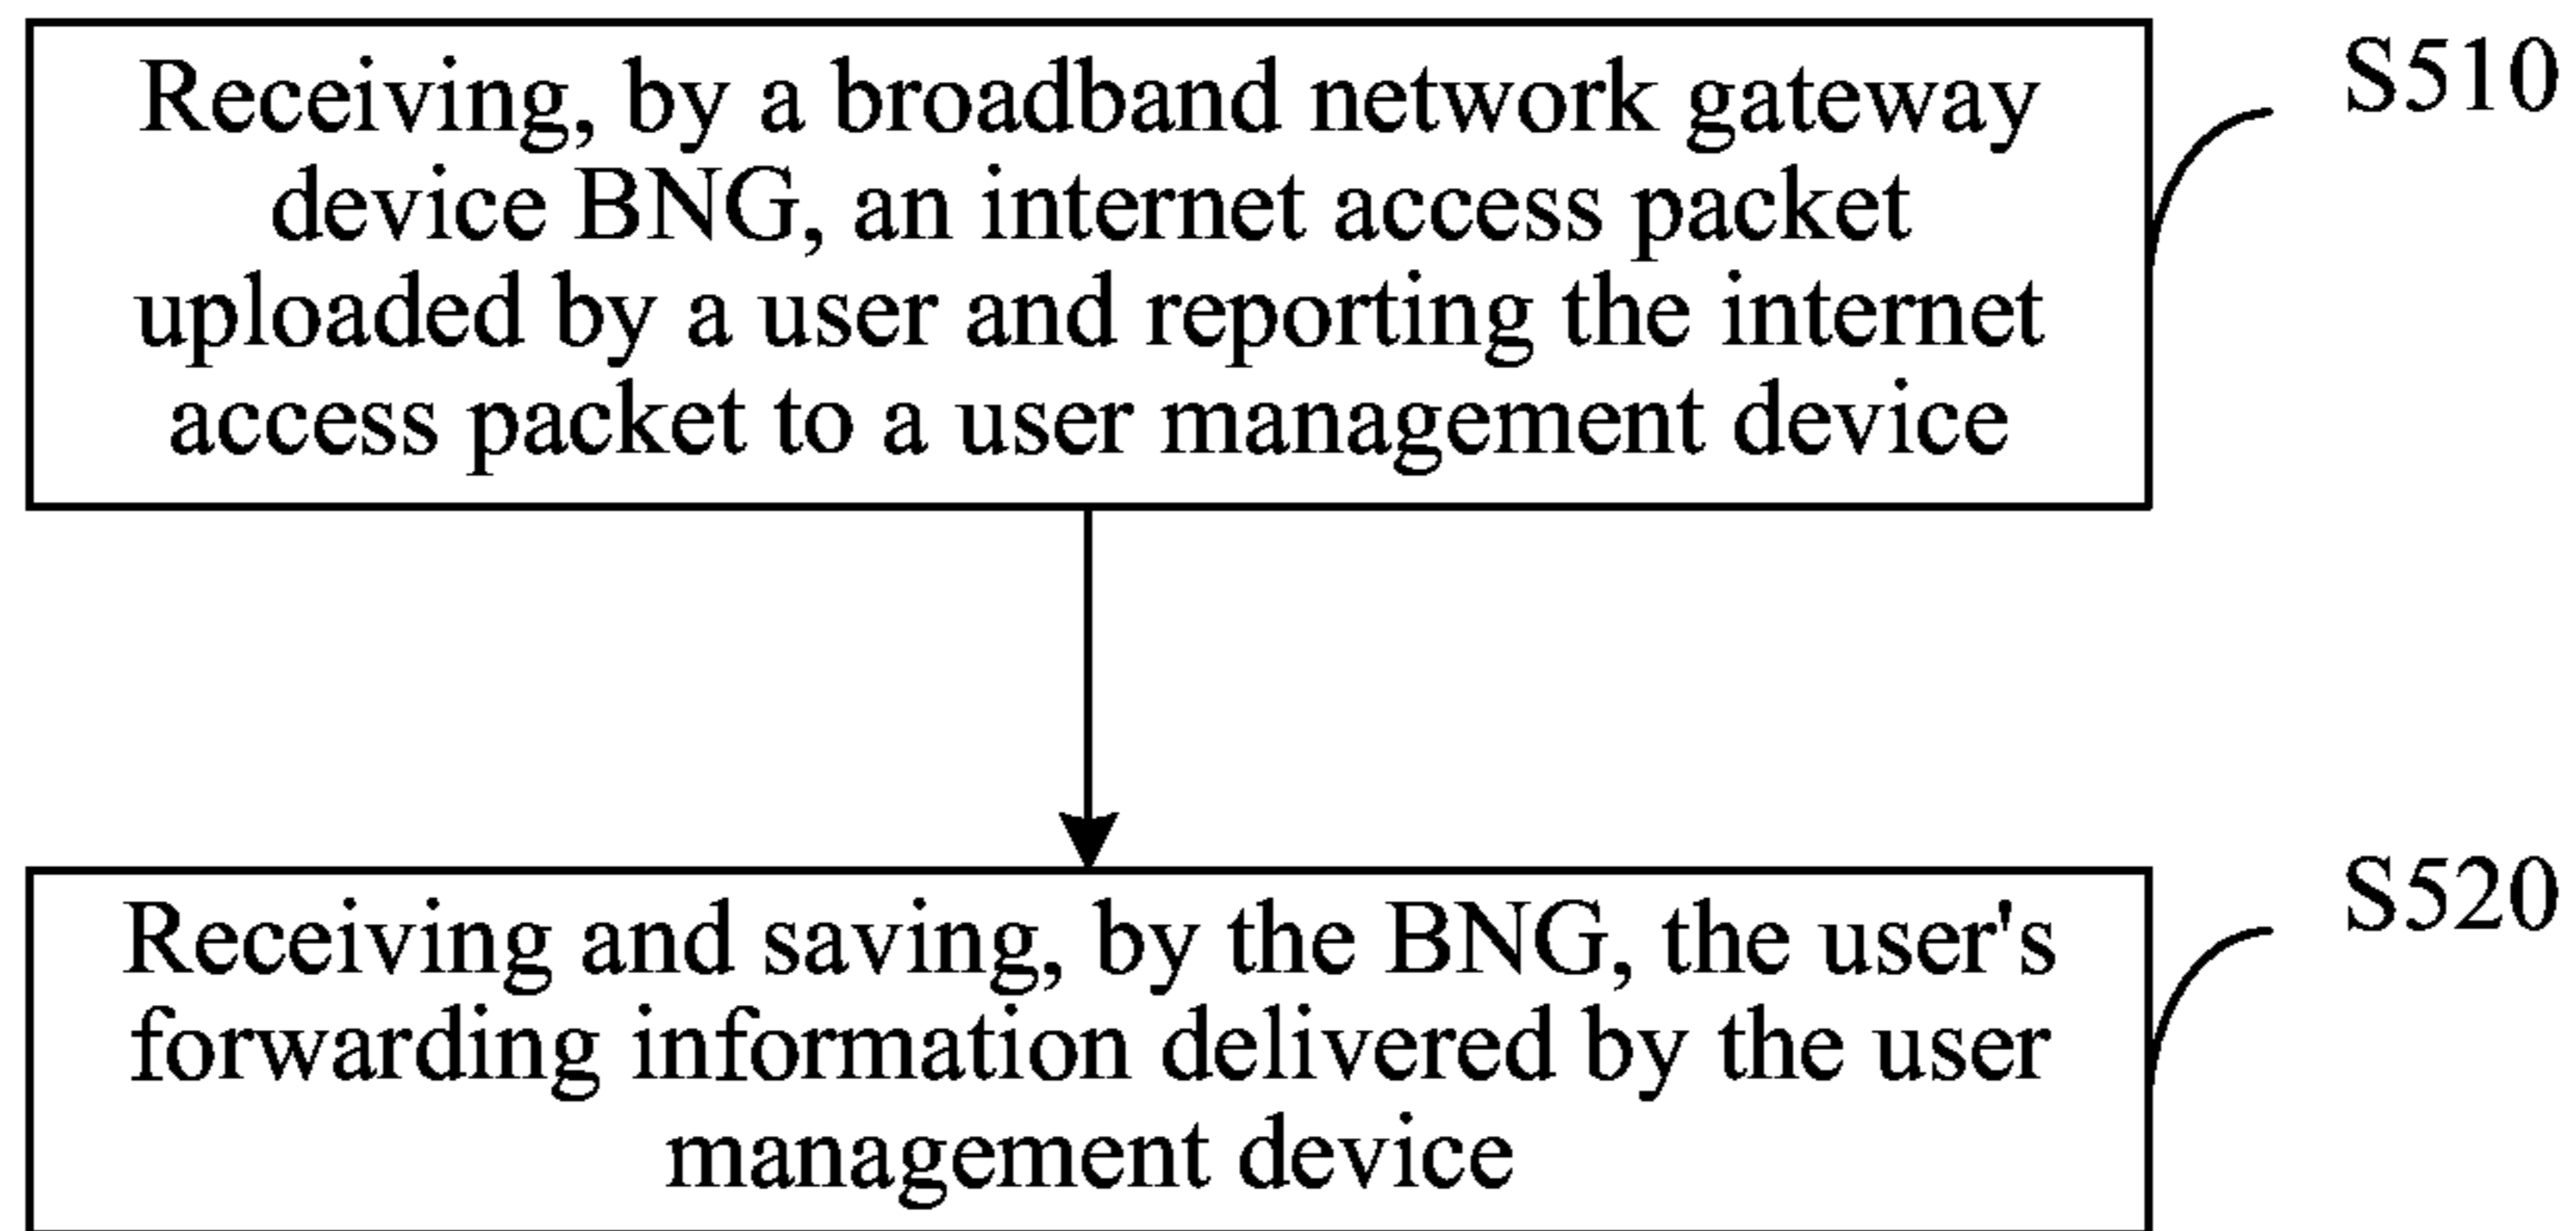 Receiving, by a broadband network gateway
device BNG, an internet access packet
uploaded by a user and reporting the internet
access packet to a user management device
S510
Receiving and saving, by the BNG, the user's
forwarding information delivered by the user
management device
S520